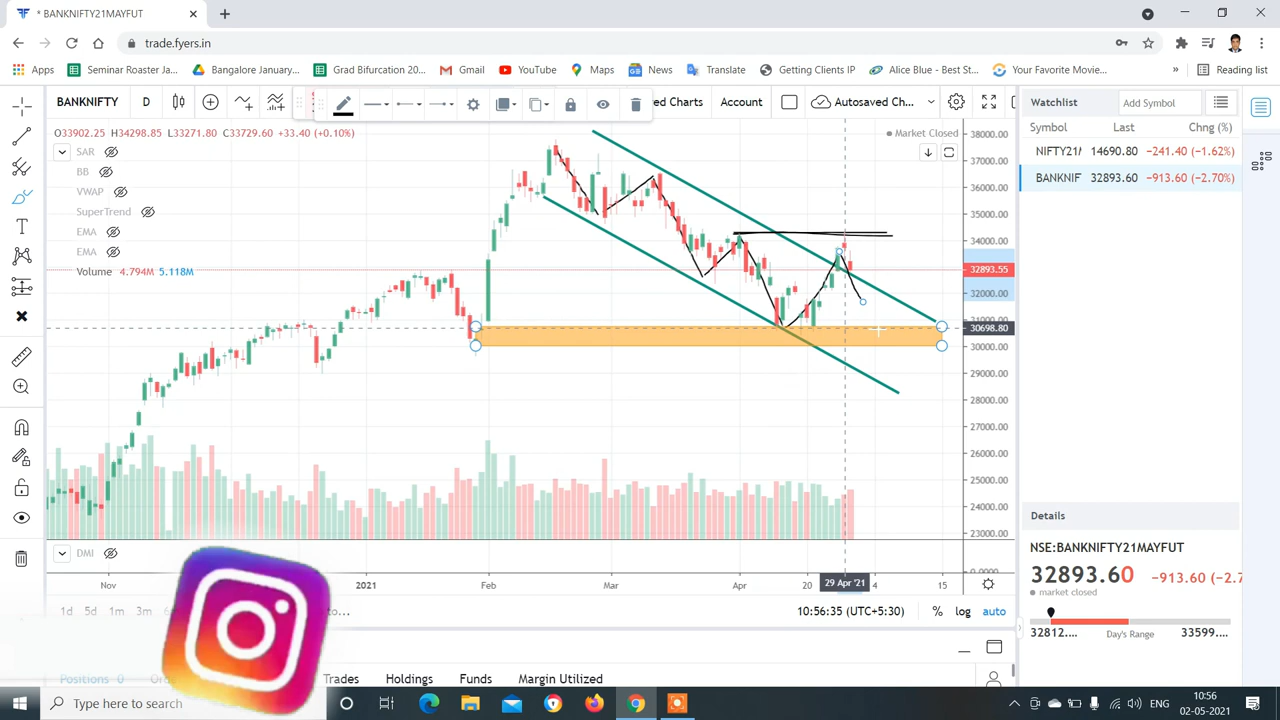 * BANKNIFTY21MAYFUT
trade.fyers.in
Apps
Seminar Roaster Ja...
Bangalore January...
Grad Bifurcation 20...
Gmail
YouTube
Maps
News
Translate
Getting Clients IP
Alice Blue - Best St...
Your Favorite Movie...
»
Reading list
BANKNIFTY
D
ed Charts
Account
Autosaved Ch...
Watchlist
Add Symbol
Symbol Last Chng (%)
NIFTY21 14690.80 −241.40 (−1.62%)
BANKNIF 32893.60 −913.60 (−2.70%)
O33902.25 H34298.85 L33271.80 C33729.60 +33.40 (+0.10%)
Market Closed
SAR
BB
VWAP
SuperTrend
EMA
EMA
Volume 4.794M 5.118M
38000.00
37000.00
36000.00
35000.00
34000.00
32893.55
32000.00
31000.00
30698.80
30000.00
29000.00
28000.00
27000.00
26000.00
25000.00
24000.00
23000.00
0.0000
DMI
Nov
2021
Feb
Mar
Apr
20
29 Apr '21
4
15
1d 5d 1m 3m
10:56:35 (UTC+5:30)
%
log
auto
Details
NSE:BANKNIFTY21MAYFUT
32893.60 −913.60 (−2.7
market closed
32812....
Day's Range
33599....
Positions 0
Trades
Holdings
Funds
Margin Utilized
Type here to search
ENG
10:56
02-05-2021